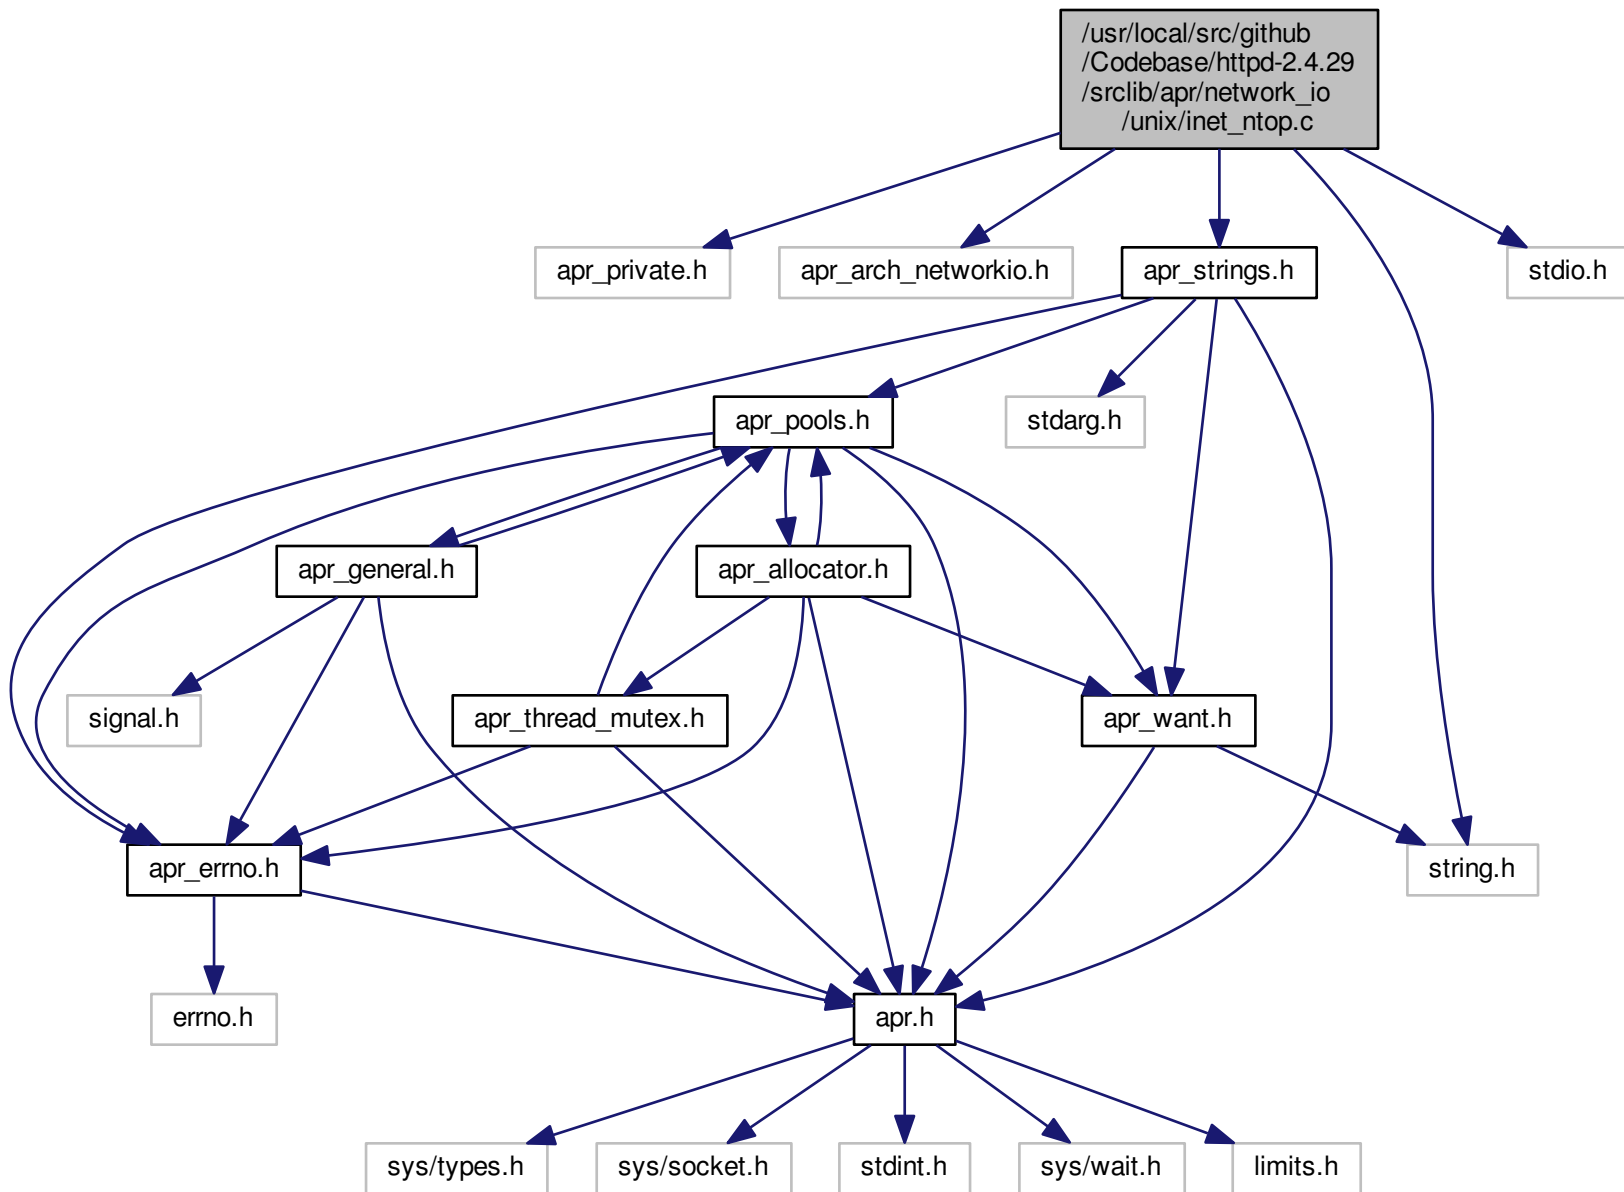 /usr/local/src/github
/Codebase/httpd-2.4.29
/srclib/apr/network_io
/unix/inet_ntop.c
apr_private.h
apr_arch_networkio.h
apr_strings.h
stdio.h
apr_pools.h
stdarg.h
apr_general.h
apr_allocator.h
signal.h
apr_thread_mutex.h
apr_want.h
apr_errno.h
string.h
errno.h
apr.h
sys/types.h
sys/socket.h
stdint.h
sys/wait.h
limits.h